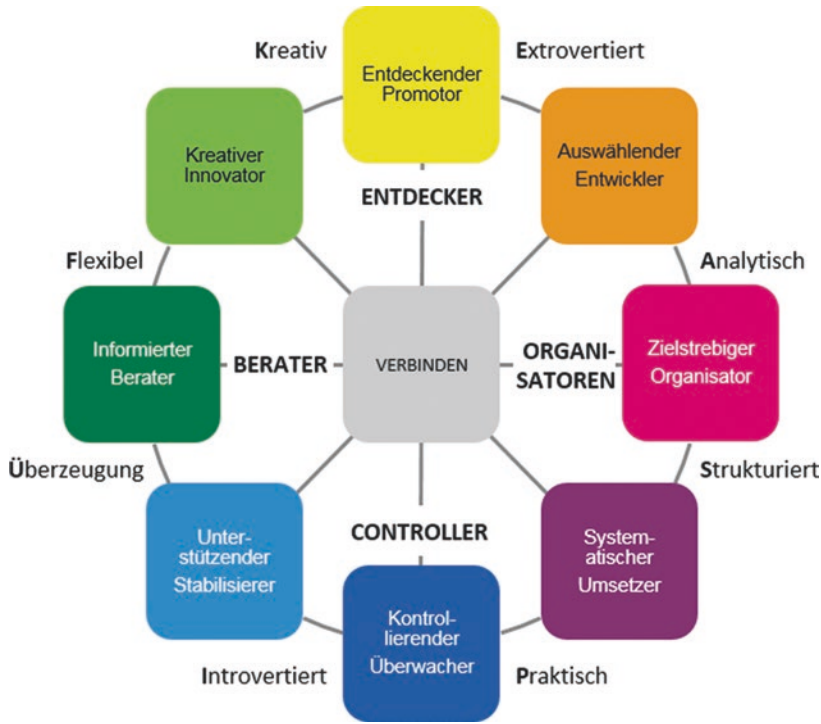 Kreativ
Extrovertiert
Entdeckender
Promotor
Kreativer
Innovator
Auswählender
Entwickler
ENTDECKER
Flexibel
Analytisch
Informierter
Berater
BERATER
VERBINDEN
ORGANI-
SATOREN
Zielstrebiger
Organisator
Überzeugung
Strukturiert
Unter-
stützender
Stabilisierer
CONTROLLER
System-
atischer
Umsetzer
Kontrol-
lierender
Überwacher
Introvertiert
Praktisch